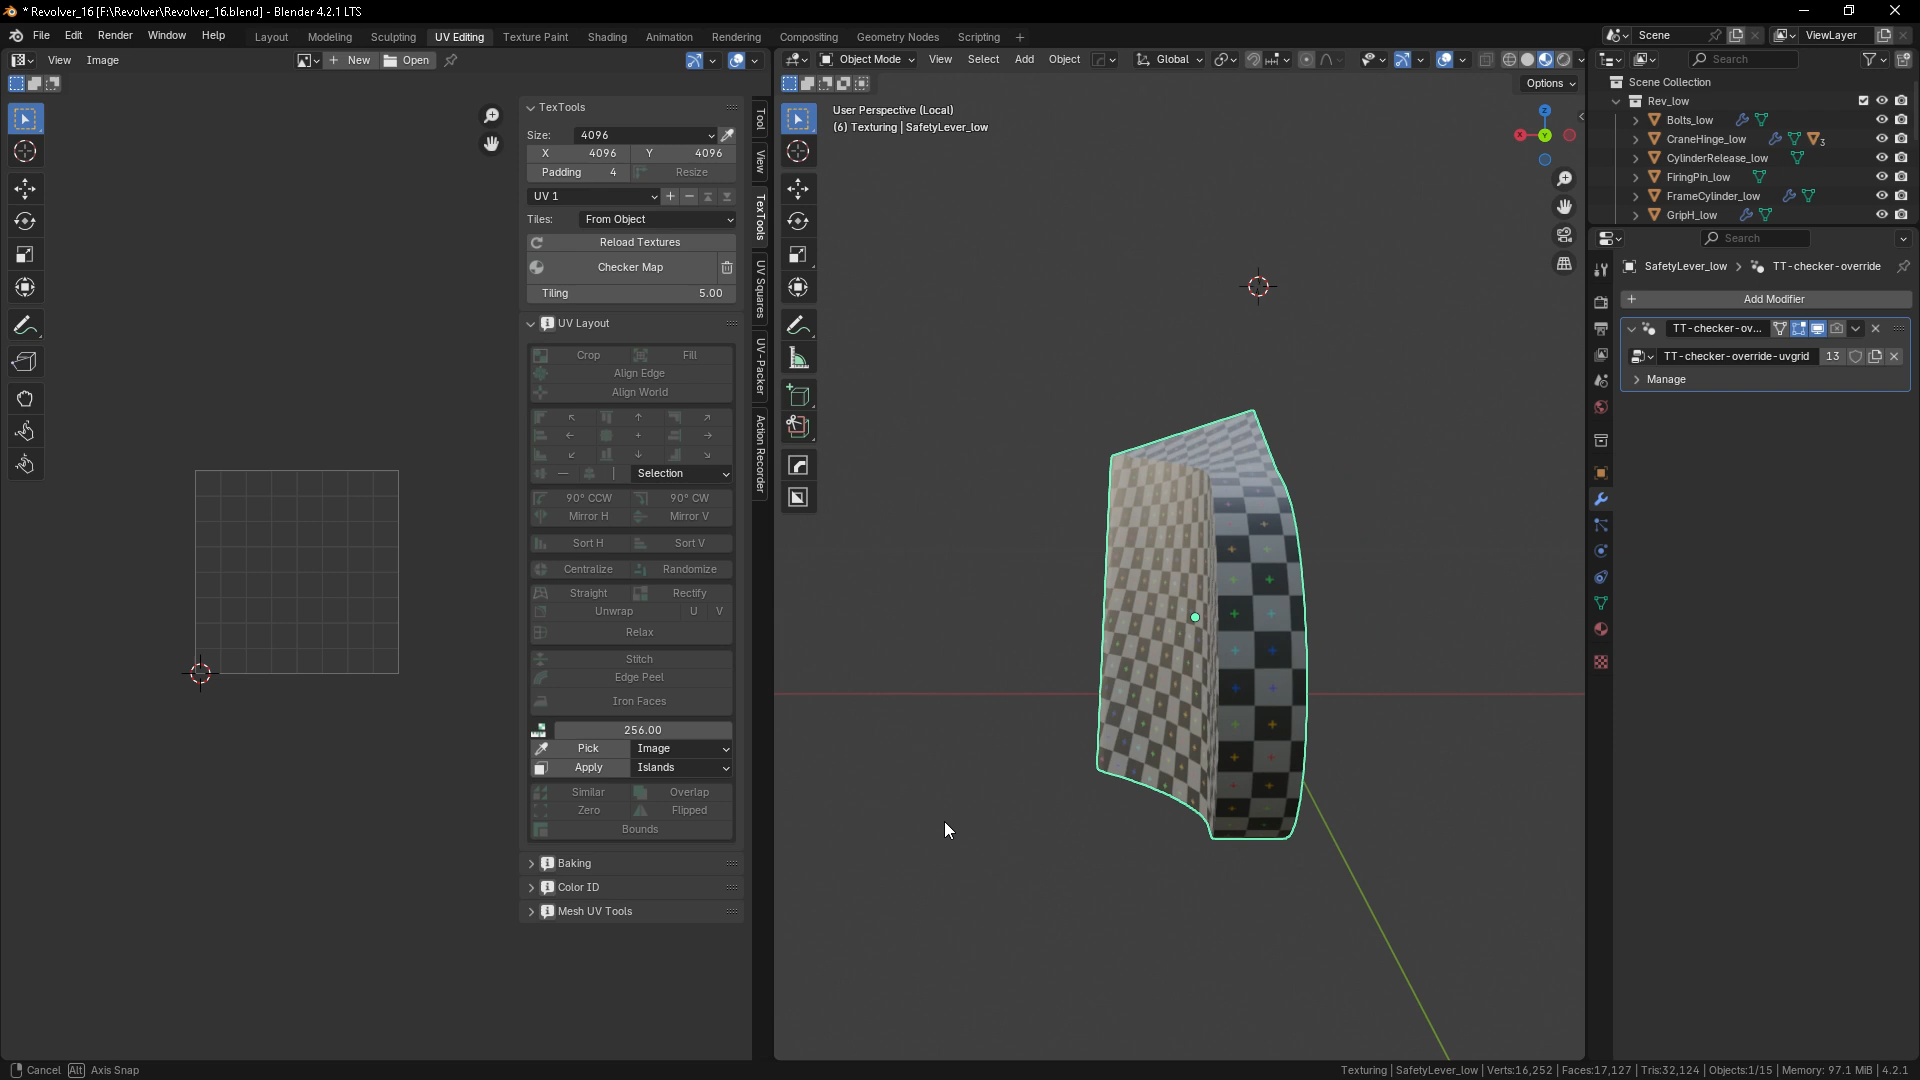 * Revolver_16 [F:\Revolver\Revolver_16.blend] - Blender 4.2.1 LTS
File Edit Render Window Help Layout Modeling Sculpting UV Editing Texture Paint Shading Animation Rendering Compositing Geometry Nodes Scripting + Scene ViewLayer
View Image + New Open Object Mode View Select Add Object Global Search
Options
Scene Collection
Rev_low
Bolts_low
CraneHinge_low 3
CylinderRelease_low
FiringPin_low
FrameCylinder_low
GripH_low
TexTools
Size: 4096
X 4096 Y 4096
Padding 4 Resize
UV 1
Tiles: From Object
Reload Textures
Checker Map
Tiling 5.00
UV Layout
Crop Fill
Align Edge
Align World
Selection
90° CCW 90° CW
Mirror H Mirror V
Sort H Sort V
Centralize Randomize
Straight Rectify
Unwrap U V
Relax
Stitch
Edge Peel
Iron Faces
256.00
Pick Image
Apply Islands
Similar Overlap
Zero Flipped
Bounds
Baking
Color ID
Mesh UV Tools
Tool
View
TexTools
UV Squares
UV-Packer
Action Recorder
User Perspective (Local)
(6) Texturing | SafetyLever_low
Z
X
Y
Search
SafetyLever_low TT-checker-override
+ Add Modifier
TT-checker-ov...
TT-checker-override-uvgrid 13
Manage
Cancel Alt Axis Snap
Texturing | SafetyLever_low | Verts:16,252 | Faces:17,127 | Tris:32,124 | Objects:1/15 | Memory: 97.1 MiB | 4.2.1